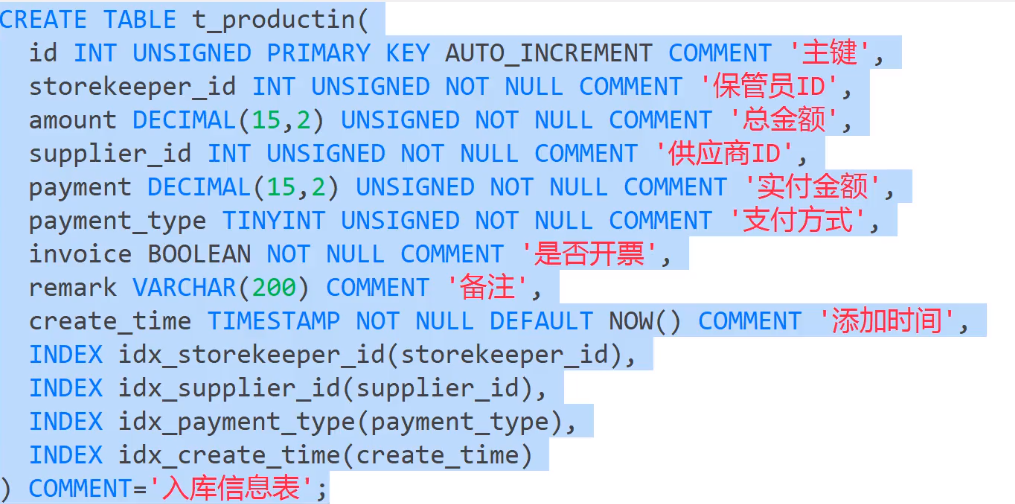 CREATE TABLE t_productin(
  id INT UNSIGNED PRIMARY KEY AUTO_INCREMENT COMMENT '主键',
  storekeeper_id INT UNSIGNED NOT NULL COMMENT '保管员ID',
  amount DECIMAL(15,2) UNSIGNED NOT NULL COMMENT '总金额',
  supplier_id INT UNSIGNED NOT NULL COMMENT '供应商ID',
  payment DECIMAL(15,2) UNSIGNED NOT NULL COMMENT '实付金额',
  payment_type TINYINT UNSIGNED NOT NULL COMMENT '支付方式',
  invoice BOOLEAN NOT NULL COMMENT '是否开票',
  remark VARCHAR(200) COMMENT '备注',
  create_time TIMESTAMP NOT NULL DEFAULT NOW() COMMENT '添加时间',
  INDEX idx_storekeeper_id(storekeeper_id),
  INDEX idx_supplier_id(supplier_id),
  INDEX idx_payment_type(payment_type),
  INDEX idx_create_time(create_time)
) COMMENT='入库信息表';